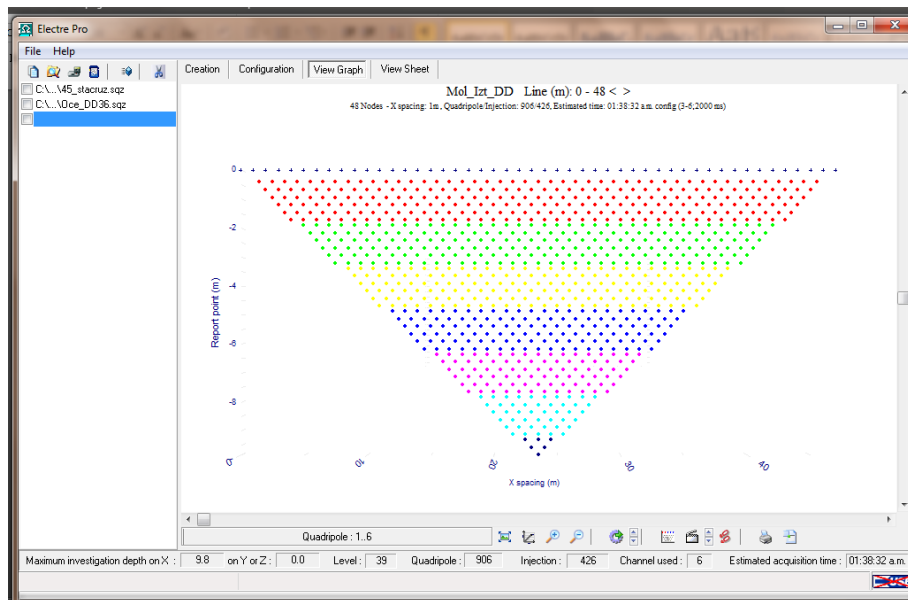 Electre Pro
File Help
Creation Configuration View Graph View Sheet
C:\...\45_stacruz.sqz
C:\...\Oce_DD36.sqz
Mol_Izt_DD Line (m): 0 - 48 < >
48 Nodes - X spacing: 1m, Quadripole/Injection: 906/426, Estimated time: 01:38:32 a.m. config (3-6;2000 ms)
0
-2
-4
-6
-8
Report point (m)
0 10 20 30 40
X spacing (m)
Quadripole : 1..6
Maximum investigation depth on X : 9.8 on Y or Z : 0.0 Level : 39 Quadripole : 906 Injection : 426 Channel used : 6 Estimated acquisition time : 01:38:32 a.m.